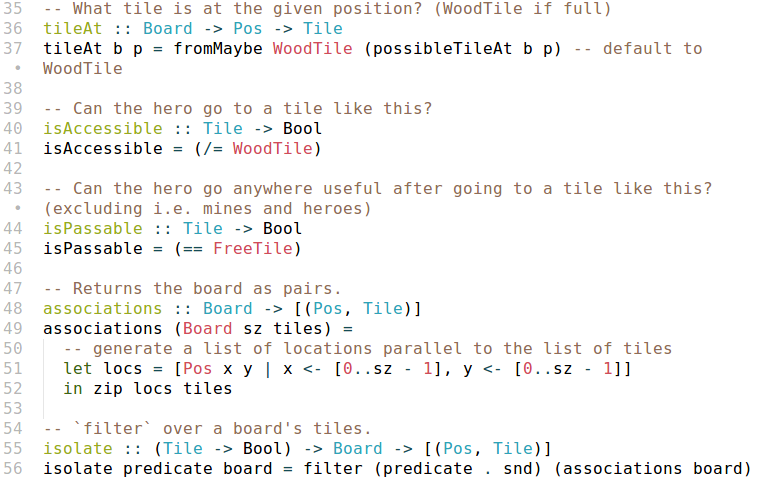 35 -- What tile is at the given position? (WoodTile if full)
36 tileAt :: Board -> Pos -> Tile
37 tileAt b p = fromMaybe WoodTile (possibleTileAt b p) -- default to
• WoodTile
38
39 -- Can the hero go to a tile like this?
40 isAccessible :: Tile -> Bool
41 isAccessible = (/= WoodTile)
42
43 -- Can the hero go anywhere useful after going to a tile like this?
• (excluding i.e. mines and heroes)
44 isPassable :: Tile -> Bool
45 isPassable = (== FreeTile)
46
47 -- Returns the board as pairs.
48 associations :: Board -> [(Pos, Tile)]
49 associations (Board sz tiles) =
50   -- generate a list of locations parallel to the list of tiles
51   let locs = [Pos x y | x <- [0..sz - 1], y <- [0..sz - 1]]
52   in zip locs tiles
53
54 -- `filter` over a board's tiles.
55 isolate :: (Tile -> Bool) -> Board -> [(Pos, Tile)]
56 isolate predicate board = filter (predicate . snd) (associations board)